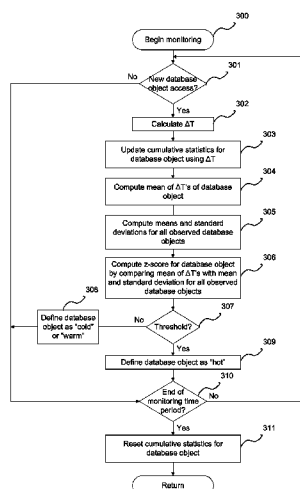 300
Begin monitoring
301
No
New database
object access?
Yes
302
Calculate ΔT
303
Update cumulative statistics for
database object using ΔT
304
Compute mean of ΔT's of database
object
305
Compute means and standard
deviations for all observed database
objects
306
Compute z-score for database object
by comparing mean of ΔT's with mean
and standard deviation for all observed
database objects
308
307
Define database
object as "cold"
or "warm"
No
Threshold?
Yes
309
Define database object as "hot"
310
End of
monitoring time
period?
No
Yes
311
Reset cumulative statistics for
database object
Return